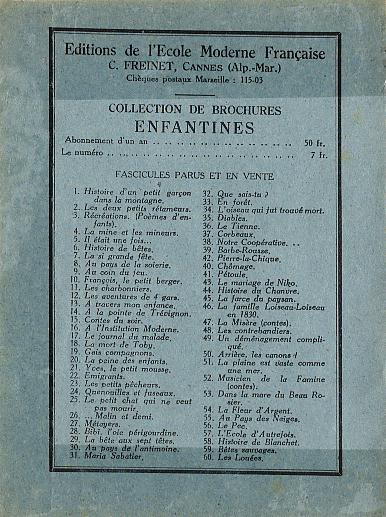 Editions de l'Ecole Moderne Française
C. FREINET, CANNES (Alp.-Mar.)
Chèques postaux Marseille : 115-03
COLLECTION DE BROCHURES
ENFANTINES
Abonnement d'un an .. .. .. .. .. .. .. .. .. .. 50 fr.
Le numéro .. .. .. .. .. .. .. .. .. .. .. .. 7 fr.
FASCICULES PARUS ET EN VENTE
1. Histoire d'un petit garçon
dans la montagne.
2. Les deux petits rétameurs.
3. Récréations. (Poèmes d'en-
fants).
4. La mine et les mineurs.
5. Il était une fois...
6. Histoire de bêtes.
7. La si grande fête.
8. Au pays de la soierie.
9. Au coin du feu.
10. François, le petit berger.
11. Les charbonniers.
12. Les aventures de 4 gars.
13. A travers mon enfance.
14. A la pointe de Trévignon.
15. Contes du soir.
16. A l'Institution Moderne.
17. Le journal du malade.
18. La mort de Toby.
19. Gais compagnons.
20. La peine des enfants.
21. Yves, le petit mousse.
22. Emigrants.
23. Les petits pêcheurs.
24. Quenouilles et fuseaux.
25. Le petit chat qui ne veut
pas mourir.
26. ... Malin et demi.
27. Métayers.
28. Bibi, l'oie périgourdine.
29. La bête aux sept têtes.
30. Au pays de l'antimoine.
31. Maria Sabatier.
32. Que sais-tu ?
33. En forêt.
34. L'oiseau qui fut trouvé mort.
35. Diables.
36. Le Tienne.
37. Corbeaux.
38. Notre Coopérative. ..
39. Barbe-Rousse.
42. Pierre-la-Chique.
40. Chômage.
41. Pétoule.
43. Le mariage de Niko.
44. Histoire du Chanvre.
45. La farce du paysan.
46. La famille Loiseau-Loiseau
en 1830.
47. La Misère (contes).
48. Les contrebandiers.
49. Un déménagement compli-
qué.
50. Arrière, les canons !
51. La plaine est vaste comme
une mer.
52. Musicien de la Famine
(contes).
53. Dans la mare du Beau Ro-
sier.
54. La Fleur d'Argent.
55. Au Pays des Neiges.
56. Le Pec.
57. L'Ecole d'Autrefois.
58. Histoire de Blanchet.
59. Bêtes sauvages.
60. Les Louées.